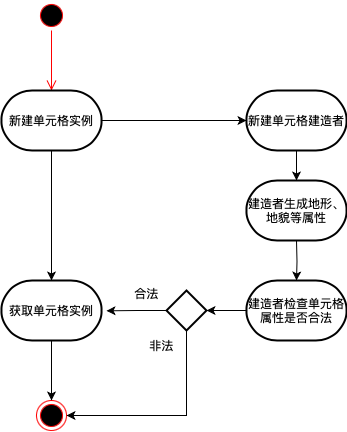 新建单元格实例
新建单元格建造者
建造者生成地形、
地貌等属性
合法
获取单元格实例
建造者检查单元格
属性是否合法
非法